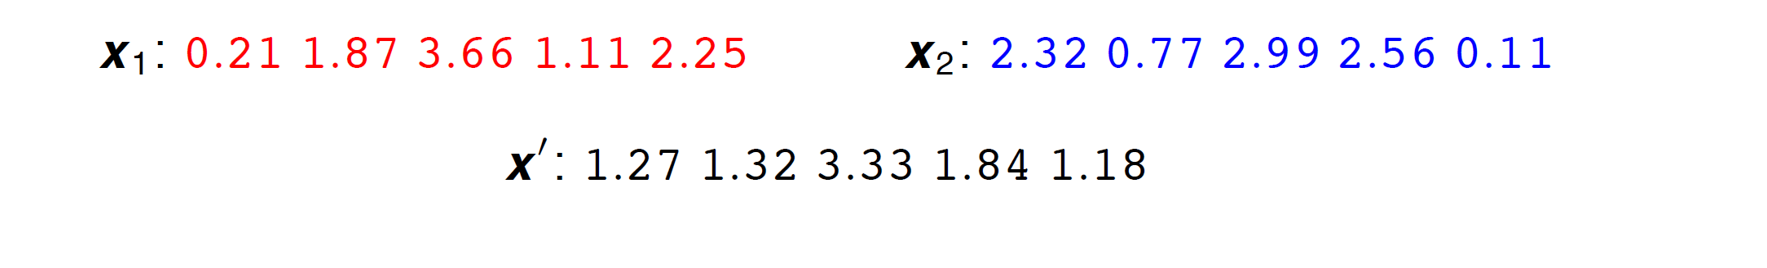 x₁: 0.21 1.87 3.66 1.11 2.25 x₂: 2.32 0.77 2.99 2.56 0.11
x′: 1.27 1.32 3.33 1.84 1.18